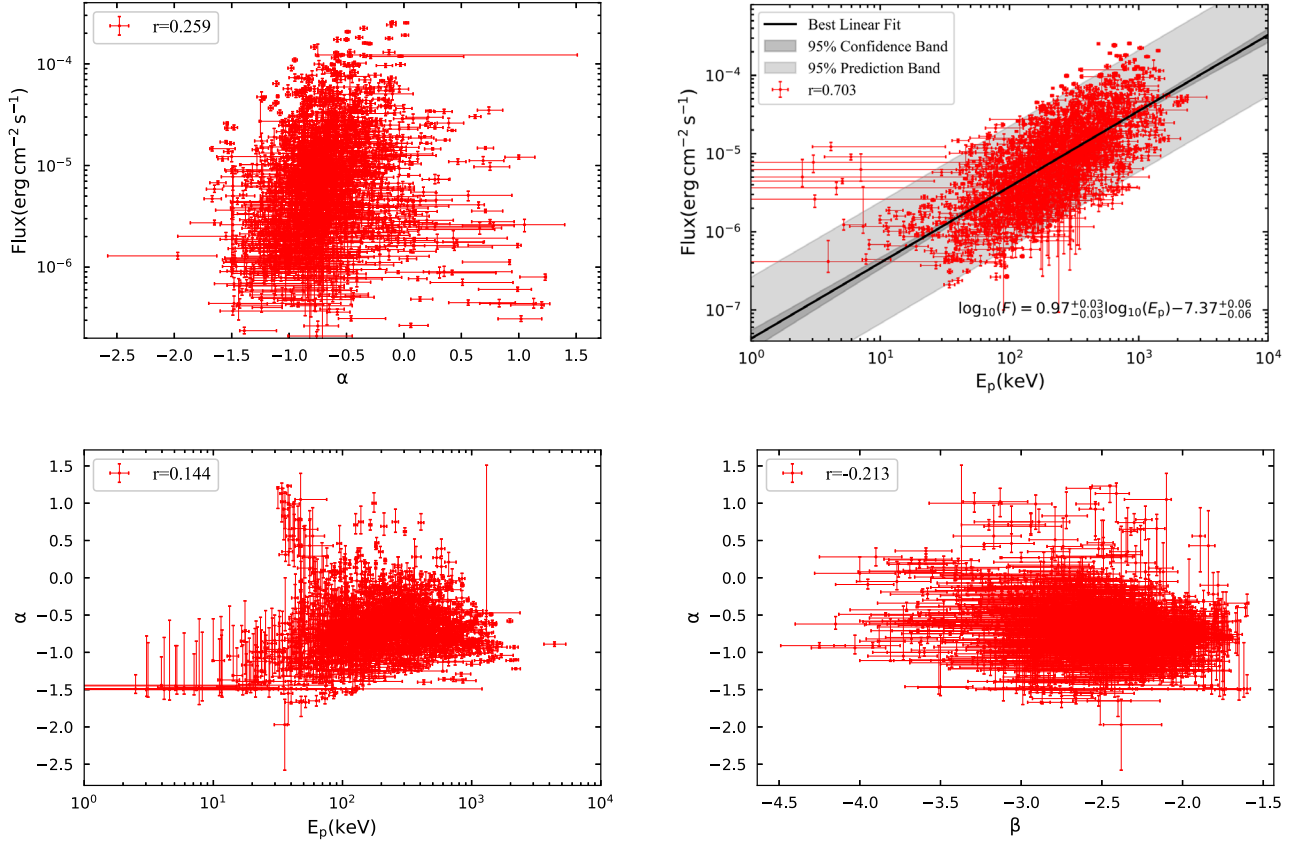 r=0.259
10⁻⁴
10⁻⁵
10⁻⁶
Flux(erg cm⁻² s⁻¹)
−2.5 −2.0 −1.5 −1.0 −0.5 0.0 0.5 1.0 1.5
α
Best Linear Fit
95% Confidence Band
95% Prediction Band
r=0.703
10⁻⁴
10⁻⁵
10⁻⁶
10⁻⁷
Flux(erg cm⁻² s⁻¹)
log₁₀(F) = 0.97⁺⁰·⁰³₋₀.₀₃log₁₀(Eₚ)−7.37⁺⁰·⁰⁶₋₀.₀₆
10⁰ 10¹ 10² 10³ 10⁴
Eₚ(keV)
r=0.144
1.5
1.0
0.5
0.0
−0.5
−1.0
−1.5
−2.0
−2.5
α
10⁰ 10¹ 10² 10³ 10⁴
Eₚ(keV)
r=-0.213
1.5
1.0
0.5
0.0
−0.5
−1.0
−1.5
−2.0
−2.5
α
−4.5 −4.0 −3.5 −3.0 −2.5 −2.0 −1.5
β